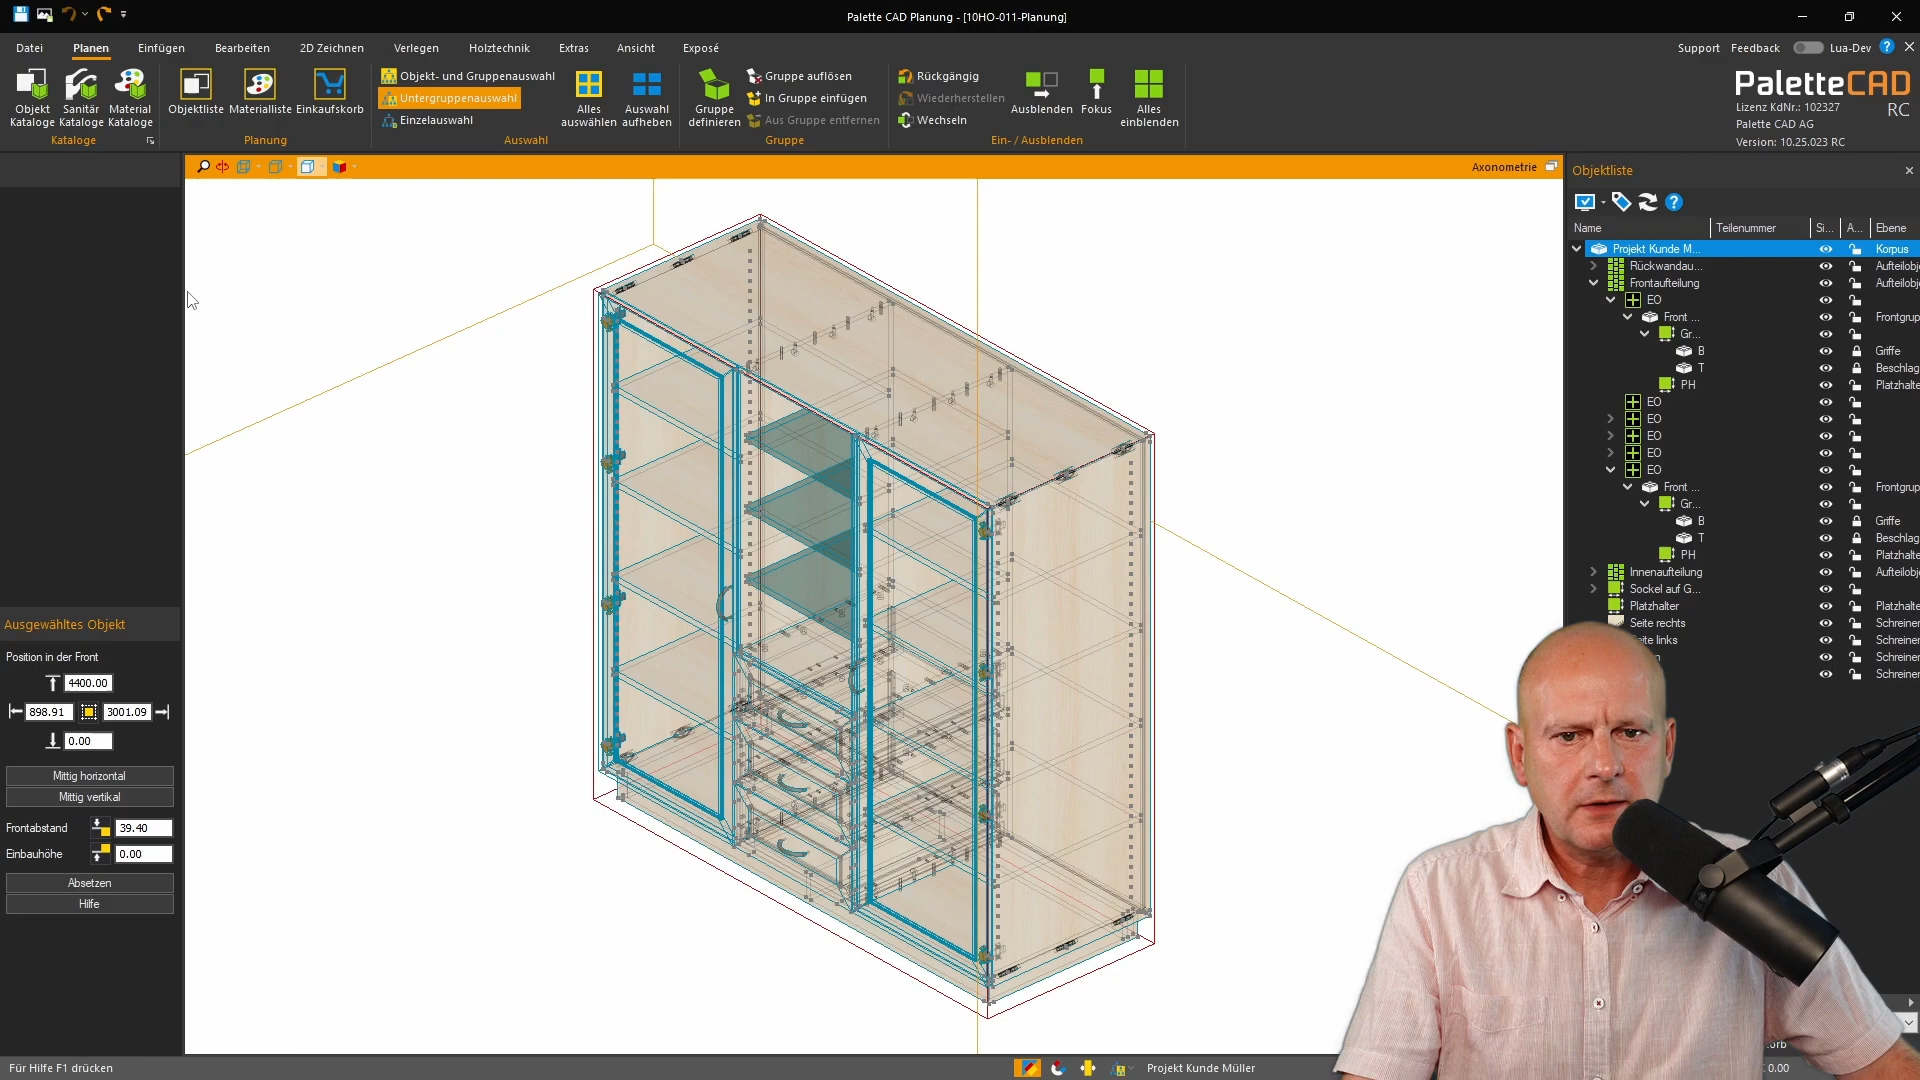 Palette CAD Planung - [10HO-011-Planung]
Datei Planen Einfügen Bearbeiten 2D Zeichnen Verlegen Holztechnik Extras Ansicht Exposé
Support Feedback Lua-Dev
Objekt Kataloge
Sanitär Kataloge
Material Kataloge
Kataloge
Objektliste Materialliste Einkaufskorb
Planung
Objekt- und Gruppenauswahl
Untergruppenauswahl
Einzelauswahl
Alles auswählen
Auswahl aufheben
Auswahl
Gruppe definieren
Gruppe auflösen
In Gruppe einfügen
Aus Gruppe entfernen
Gruppe
Rückgängig
Wiederherstellen
Wechseln
Ausblenden Fokus
Alles einblenden
Ein- / Ausblenden
PaletteCAD
RC
Lizenz KdNr.: 102327
Palette CAD AG
Version: 10.25.023 RC
Axonometrie
Objektliste
Name Teilenummer Si... A... Ebene
Projekt Kunde M... Korpus
Rückwandau... Aufteilobj
Frontaufteilung Aufteilobj
EO
Front ... Frontgrup
Gr...
B Griffe
T Beschlag
PH Platzhalte
EO
EO
EO
EO
EO
Front ... Frontgrup
Gr...
B Griffe
T Beschlag
PH Platzhalte
Innenaufteilung Aufteilobj
Sockel auf G...
Platzhalter Platzhalte
Seite rechts Schreiner
eite links Schreiner
Schreiner
Schreiner
Ausgewähltes Objekt
Position in der Front
4400.00
898.91 3001.09
0.00
Mittig horizontal
Mittig vertikal
Frontabstand 39.40
Einbauhöhe 0.00
Absetzen
Hilfe
Für Hilfe F1 drücken
Projekt Kunde Müller
0.00